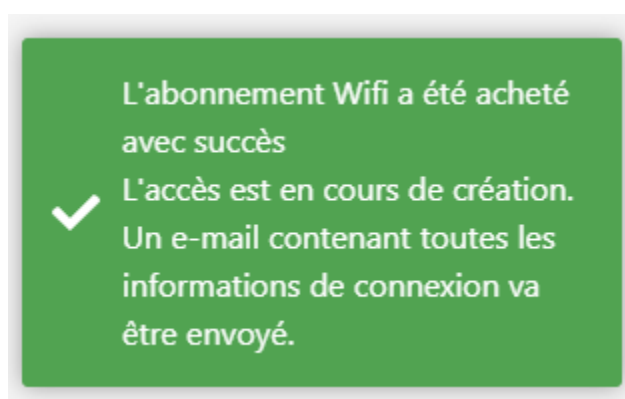 L'abonnement Wifi a été acheté
avec succès
L'accès est en cours de création.
Un e-mail contenant toutes les
informations de connexion va
être envoyé.